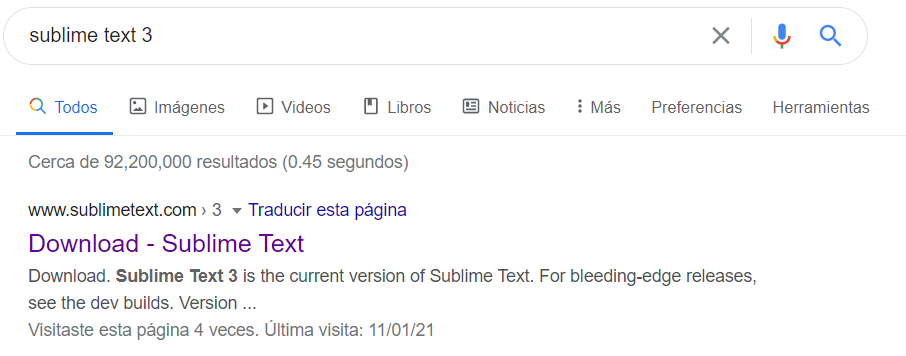 sublime text 3
Todos Imágenes Videos Libros Noticias Más Preferencias Herramientas
Cerca de 92,200,000 resultados (0.45 segundos)
www.sublimetext.com › 3 Traducir esta página
Download - Sublime Text
Download. Sublime Text 3 is the current version of Sublime Text. For bleeding-edge releases,
see the dev builds. Version ...
Visitaste esta página 4 veces. Última visita: 11/01/21